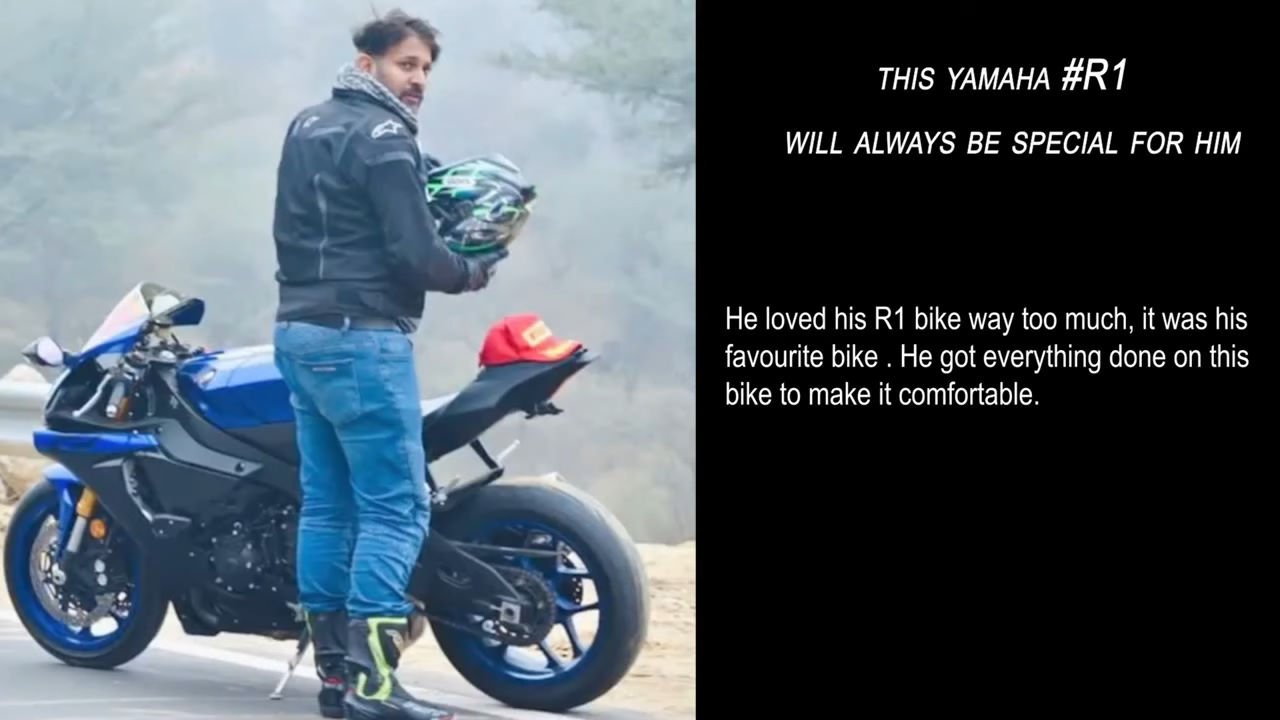 THIS YAMAHA #R1
WILL ALWAYS BE SPECIAL FOR HIM
He loved his R1 bike way too much, it was his
favourite bike . He got everything done on this
bike to make it comfortable.